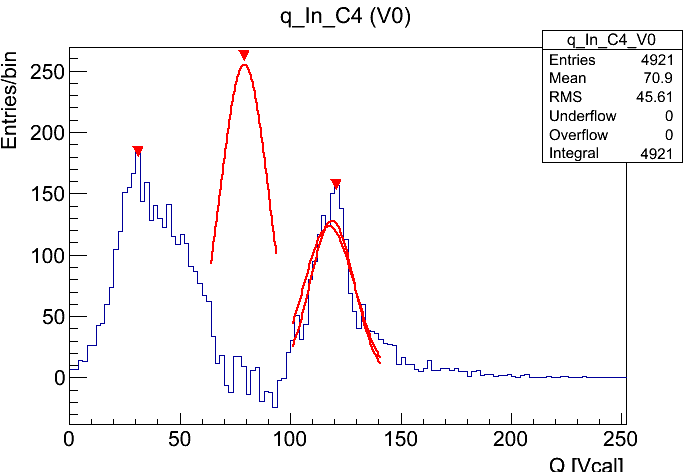 q_In_C4 (V0)
q_In_C4_V0
Entries 4921
Mean 70.9
RMS 45.61
Underflow 0
Overflow 0
Integral 4921
Entries/bin
250
200
150
100
50
0
0 50 100 150 200 250
Q [Vcal]